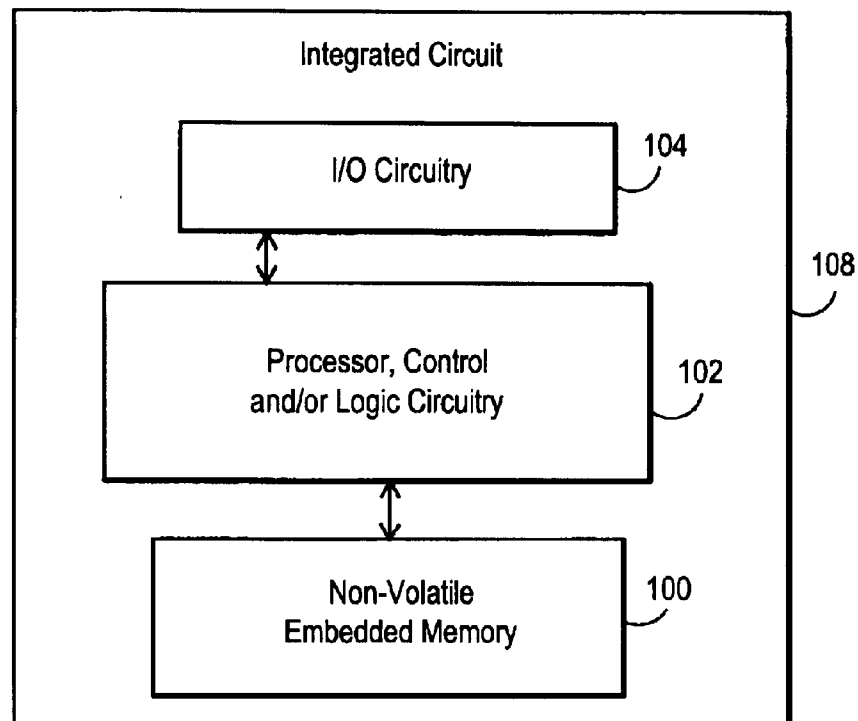 Integrated Circuit
I/O Circuitry
104
108
Processor, Control
and/or Logic Circuitry
102
Non-Volatile
Embedded Memory
100